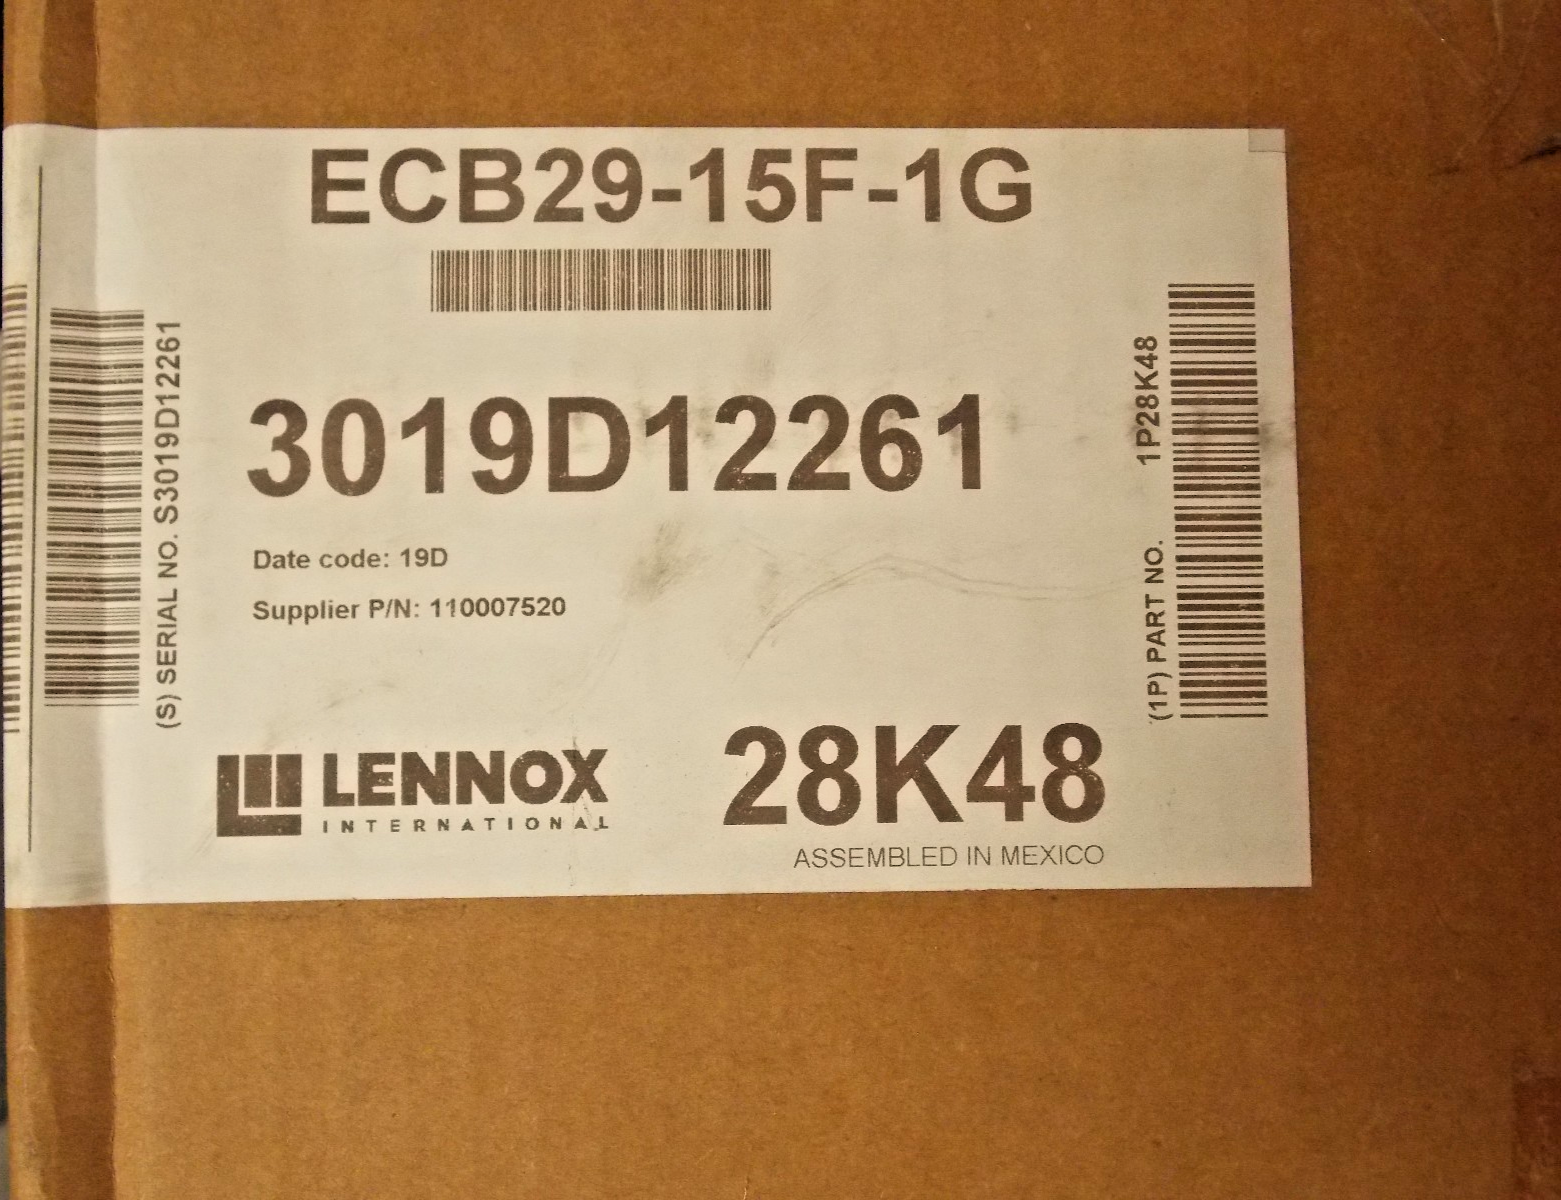 ECB29-15F-1G
3019D12261
(S) SERIAL NO. S3019D12261
1P28K48
(1P) PART NO.
Date code: 19D
Supplier P/N: 110007520
LENNOX
INTERNATIONAL
28K48
ASSEMBLED IN MEXICO